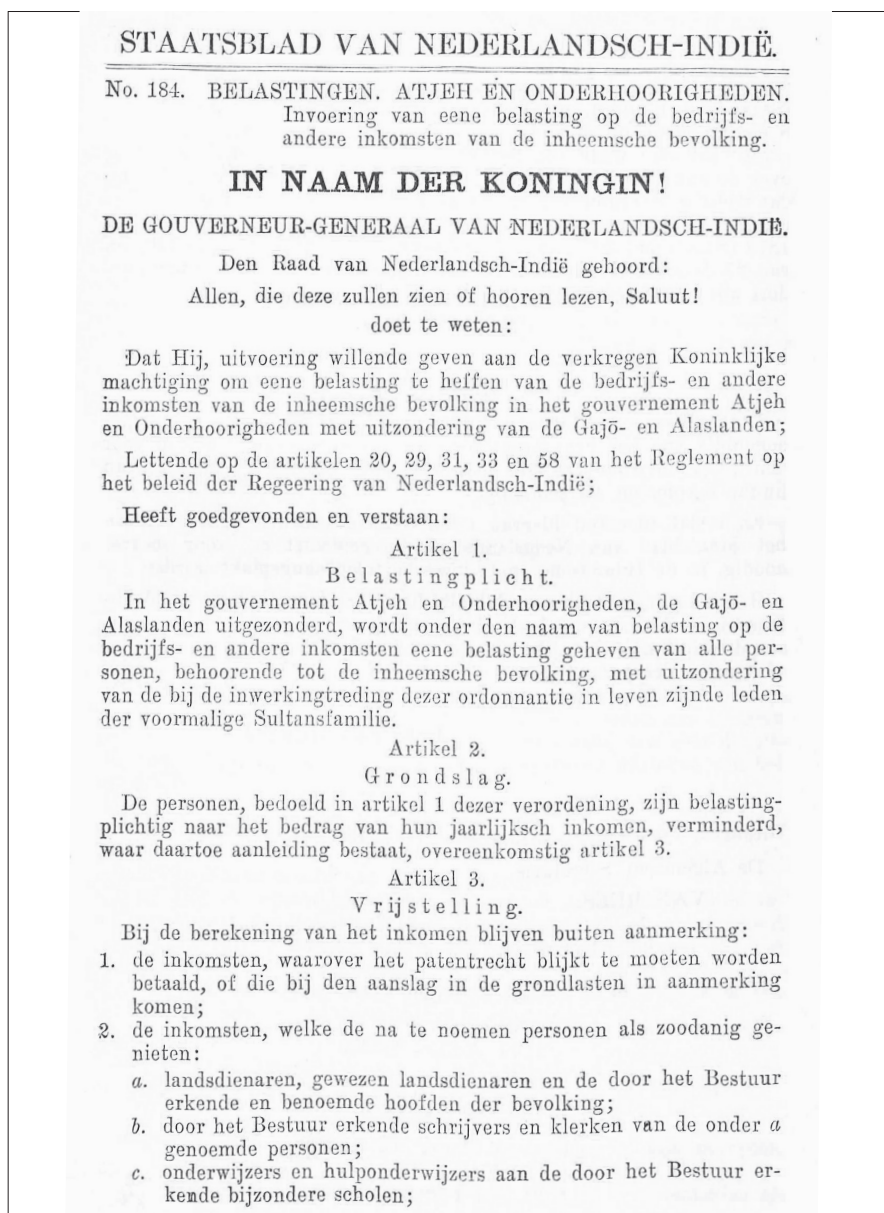 STAATSBLAD VAN NEDERLANDSCH-INDIË.
No. 184. BELASTINGEN. ATJEH EN ONDERHOORIGHEDEN.
Invoering van eene belasting op de bedrijfs- en
andere inkomsten van de inheemsche bevolking.
IN NAAM DER KONINGIN!
DE GOUVERNEUR-GENERAAL VAN NEDERLANDSCH-INDIË.
Den Raad van Nederlandsch-Indië gehoord:
Allen, die deze zullen zien of hooren lezen, Saluut!
doet te weten:
Dat Hij, uitvoering willende geven aan de verkregen Koninklijke
machtiging om eene belasting te heffen van de bedrijfs- en andere
inkomsten van de inheemsche bevolking in het gouvernement Atjeh
en Onderhoorigheden met uitzondering van de Gajō- en Alaslanden;
Lettende op de artikelen 20, 29, 31, 33 en 58 van het Reglement op
het beleid der Regeering van Nederlandsch-Indië;
Heeft goedgevonden en verstaan:
Artikel 1.
Belastingplicht.
In het gouvernement Atjeh en Onderhoorigheden, de Gajō- en
Alaslanden uitgezonderd, wordt onder den naam van belasting op de
bedrijfs- en andere inkomsten eene belasting geheven van alle per-
sonen, behoorende tot de inheemsche bevolking, met uitzondering
van de bij de inwerkingtreding dezer ordonnantie in leven zijnde leden
der voormalige Sultansfamilie.
Artikel 2.
Grondslag.
De personen, bedoeld in artikel 1 dezer verordening, zijn belasting-
plichtig naar het bedrag van hun jaarlijksch inkomen, verminderd,
waar daartoe aanleiding bestaat, overeenkomstig artikel 3.
Artikel 3.
Vrijstelling.
Bij de berekening van het inkomen blijven buiten aanmerking:
1. de inkomsten, waarover het patentrecht blijkt te moeten worden
betaald, of die bij den aanslag in de grondlasten in aanmerking
komen;
2. de inkomsten, welke de na te noemen personen als zoodanig ge-
nieten:
a. landsdienaren, gewezen landsdienaren en de door het Bestuur
erkende en benoemde hoofden der bevolking;
b. door het Bestuur erkende schrijvers en klerken van de onder a
genoemde personen;
c. onderwijzers en hulponderwijzers aan de door het Bestuur er-
kende bijzondere scholen;